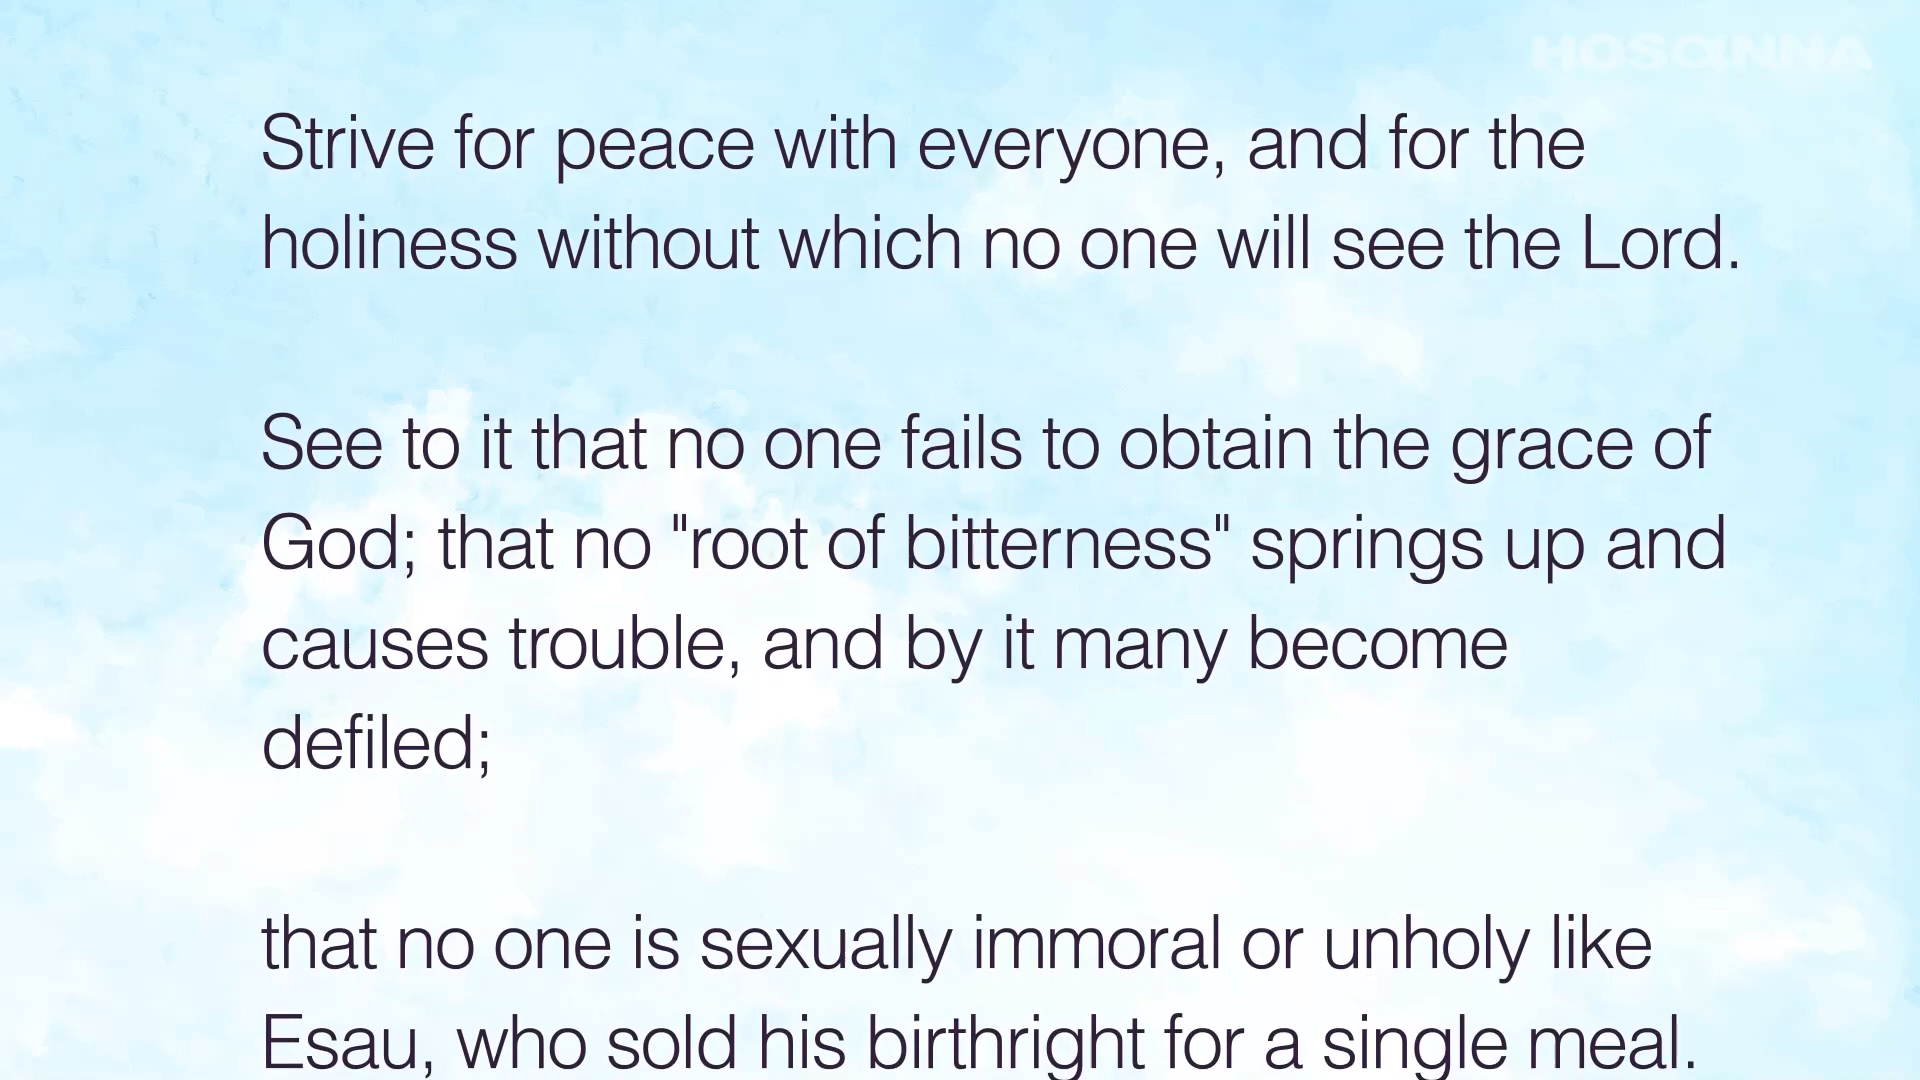 HOSANNA
Strive for peace with everyone, and for the
holiness without which no one will see the Lord.
See to it that no one fails to obtain the grace of
God; that no "root of bitterness" springs up and
causes trouble, and by it many become
defiled;
that no one is sexually immoral or unholy like
Esau, who sold his birthright for a single meal.